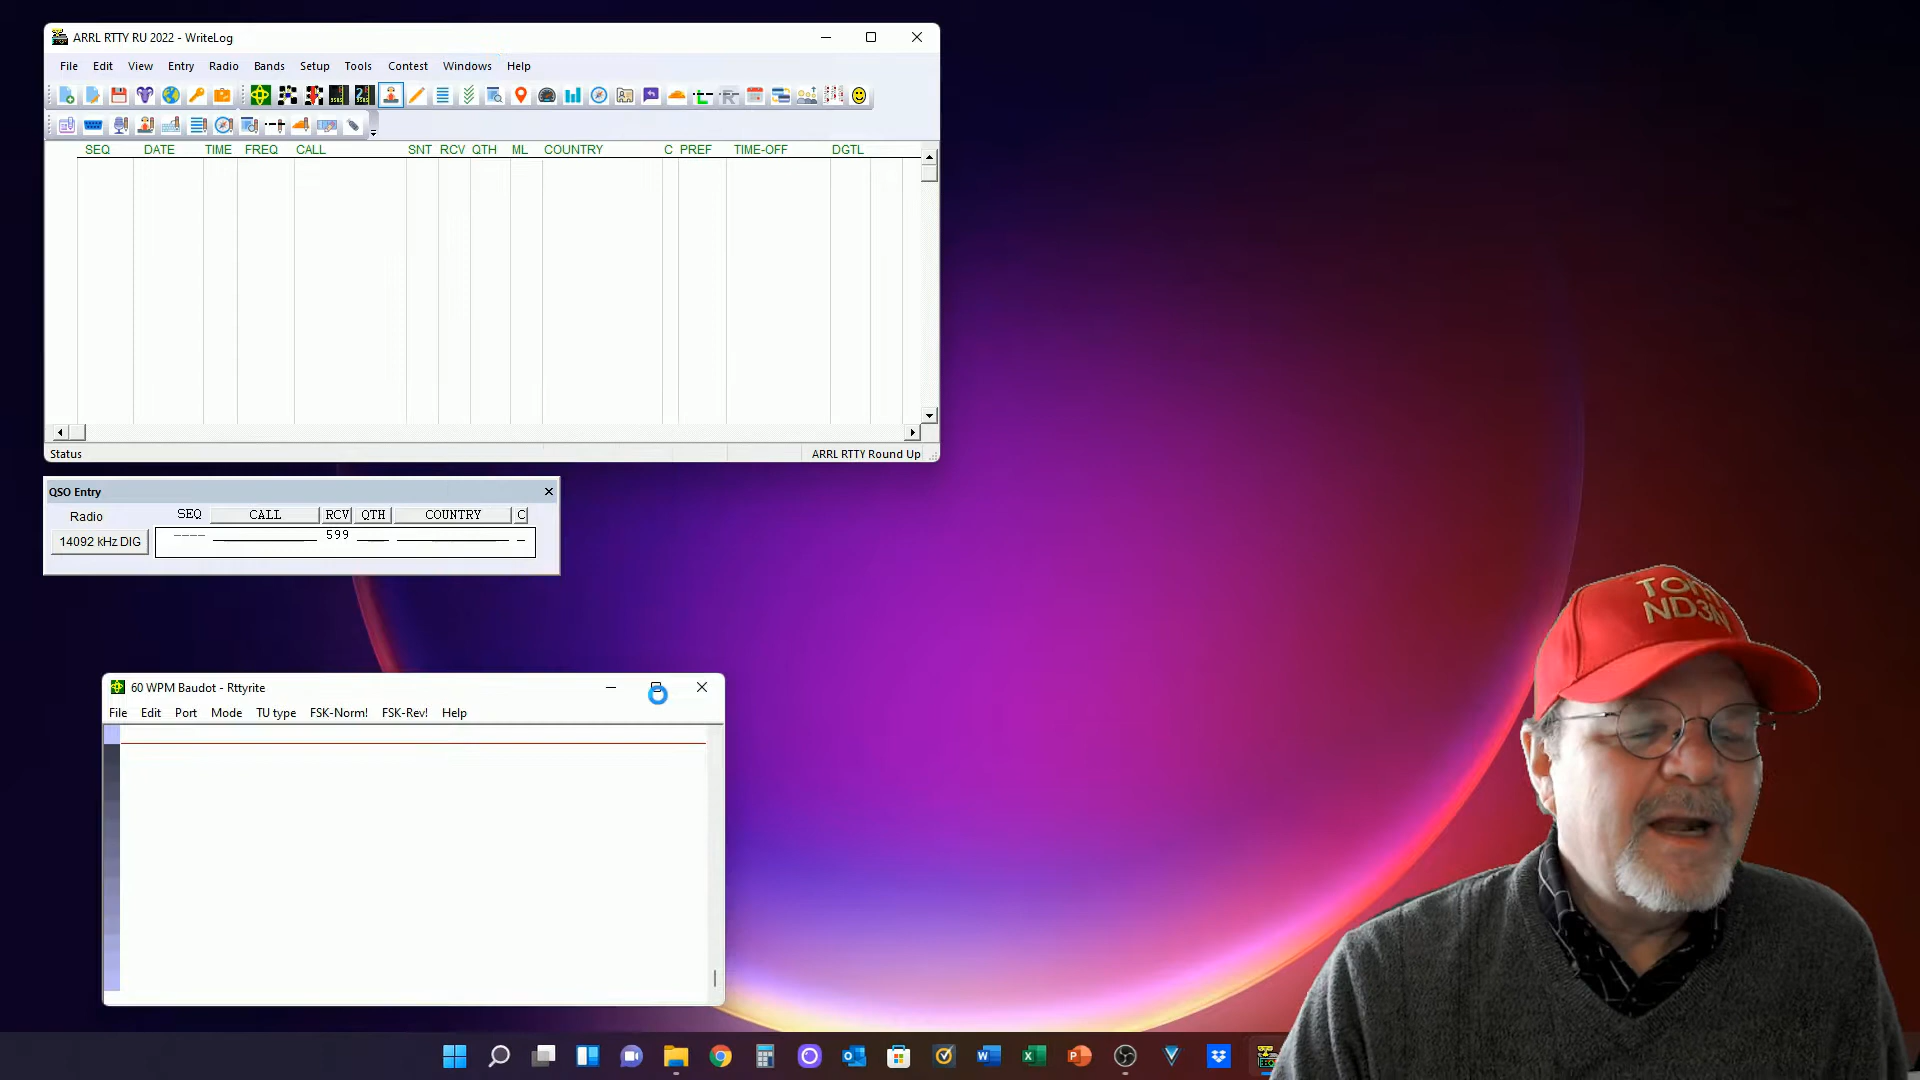 ARRL RTTY RU 2022 - WriteLog
File Edit View Entry Radio Bands Setup Tools Contest Windows Help
SEQ DATE TIME FREQ CALL SNT RCV QTH ML COUNTRY C PREF TIME-OFF DGTL
Status ARRL RTTY Round Up
QSO Entry
Radio SEQ CALL RCV QTH COUNTRY C
14092 kHz DIG 599
TOM
ND3N
60 WPM Baudot - Rttyrite
File Edit Port Mode TU type FSK-Norm! FSK-Rev! Help